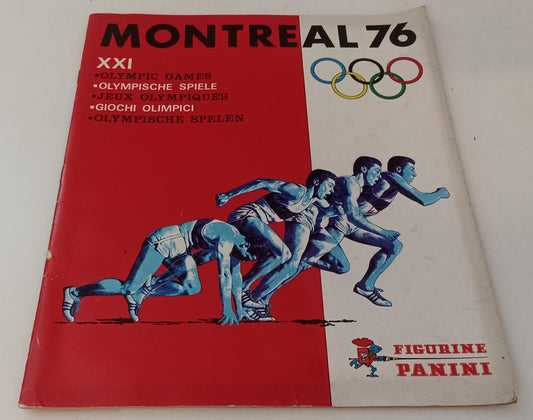 MONTREAL 76
XXI
•OLYMPIC GAMES
•OLYMPISCHE SPIELE
•JEUX OLYMPIQUES
•GIOCHI OLIMPICI
•OLYMPISCHE SPELEN
FIGURINE
PANINI